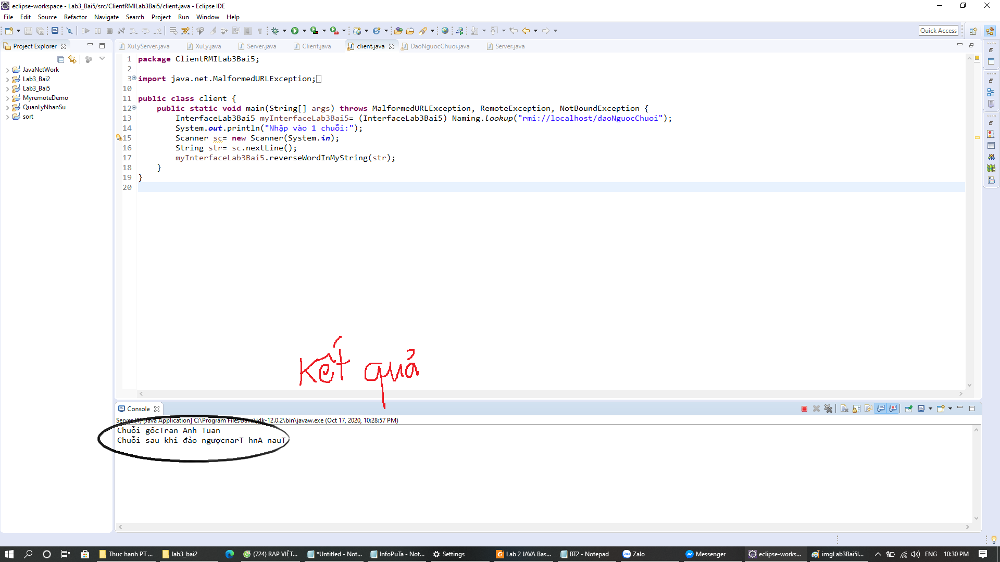 eclipse-workspace - Lab3_Bai5/src/ClientRMILab3Bai5/client.java - Eclipse IDE
File Edit Source Refactor Navigate Search Project Run Window Help
Quick Access
Project Explorer
JavaNetWork
Lab3_Bai2
Lab3_Bai5
MyremoteDemo
QuanLyNhanSu
sort
XuLyServer.java XuLy.java Server.java Client.java client.java DaoNguocChuoi.java Server.java
1 package ClientRMILab3Bai5;
2
3 import java.net.MalformedURLException;
10
11 public class client {
12 public static void main(String[] args) throws MalformedURLException, RemoteException, NotBoundException {
13 InterfaceLab3Bai5 myInterfaceLab3Bai5= (InterfaceLab3Bai5) Naming.lookup("rmi://localhost/daoNguocChuoi");
14 System.out.println("Nhập vào 1 chuỗi:");
15 Scanner sc= new Scanner(System.in);
16 String str= sc.nextLine();
17 myInterfaceLab3Bai5.reverseWordInMyString(str);
18 }
19 }
20
Kết quả
Console
Server (1) [Java Application] C:\Program Files\Java\jdk-12.0.2\bin\javaw.exe (Oct 17, 2020, 10:28:57 PM)
Chuỗi gốcTran Anh Tuan
Chuỗi sau khi đảo ngượcnarT hnA nauT
Thuc hanh PT ... lab3_bai2 (724) RAP VIỆT... *Untitled - Not... InfoPuTa - Not... Settings Lab 2 JAVA Bas... BT2 - Notepad Zalo Messenger eclipse-works... imgLab3Bai5l... ENG 10:30 PM